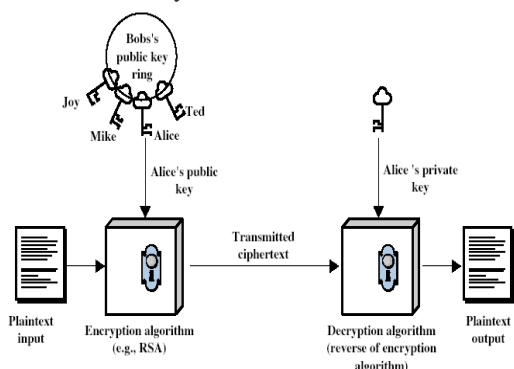 Bobs's
public key
ring
Joy
Ted
Mike
Alice
Alice's public
key
Alice 's private
key
Transmitted
ciphertext
Plaintext
input
Encryption algorithm
(e.g., RSA)
Decryption algorithm
(reverse of encryption
algorithm)
Plaintext
output